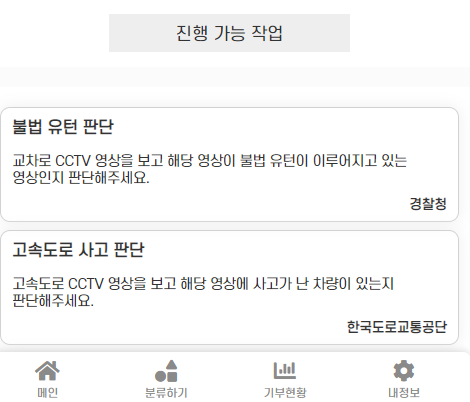 진행 가능 작업
불법 유턴 판단
교차로 CCTV 영상을 보고 해당 영상이 불법 유턴이 이루어지고 있는
영상인지 판단해주세요.
경찰청
고속도로 사고 판단
고속도로 CCTV 영상을 보고 해당 영상에 사고가 난 차량이 있는지
판단해주세요.
한국도로교통공단
메인
분류하기
기부현황
내정보